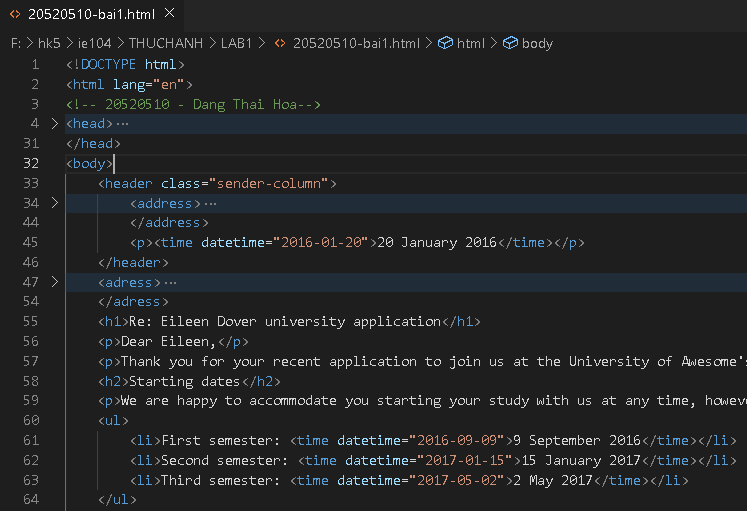 20520510-bai1.html
F: > hk5 > ie104 > THUCHANH > LAB1 > 20520510-bai1.html > html > body
1 <!DOCTYPE html>
2 <html lang="en">
3 <!-- 20520510 - Dang Thai Hoa-->
4 <head>···
31 </head>
32 <body>
33 <header class="sender-column">
34 <address>···
44 </address>
45 <p><time datetime="2016-01-20">20 January 2016</time></p>
46 </header>
47 <adress>···
54 </adress>
55 <h1>Re: Eileen Dover university application</h1>
56 <p>Dear Eileen,</p>
57 <p>Thank you for your recent application to join us at the University of Awesome's
58 <h2>Starting dates</h2>
59 <p>We are happy to accommodate you starting your study with us at any time, howeve
60 <ul>
61 <li>First semester: <time datetime="2016-09-09">9 September 2016</time></li>
62 <li>Second semester: <time datetime="2017-01-15">15 January 2017</time></li>
63 <li>Third semester: <time datetime="2017-05-02">2 May 2017</time></li>
64 </ul>